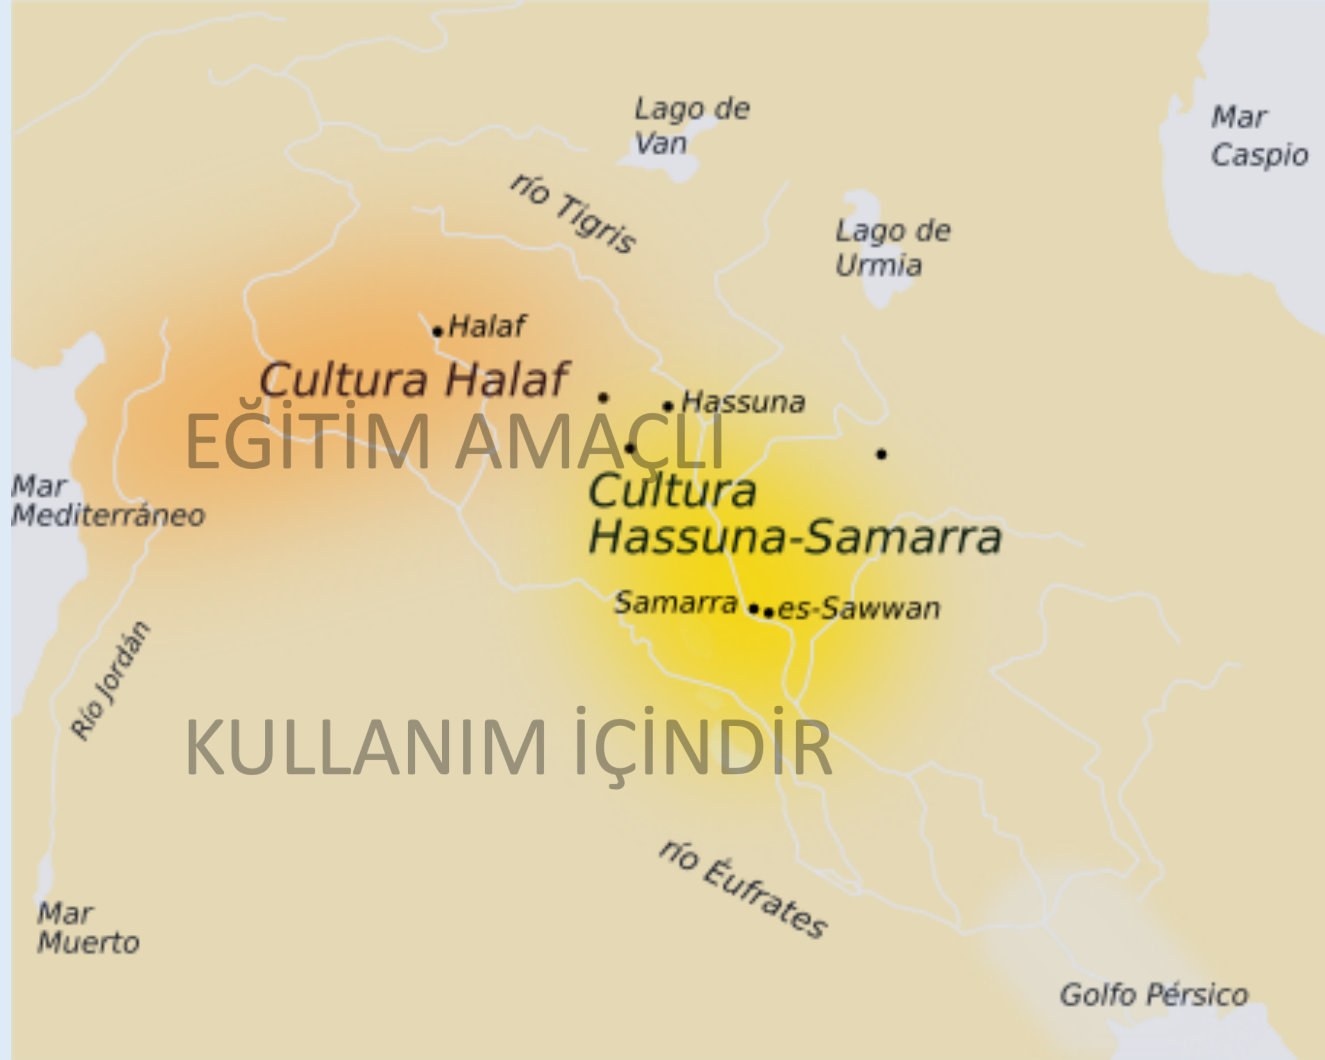 Lago de
Van
Mar
Caspio
río Tigris
Lago de
Urmia
Halaf
Cultura Halaf
Hassuna
EĞİTİM AMAÇLI
Mar
Mediterráneo
Cultura
Hassuna-Samarra
Samarra
es-Sawwan
Río Jordán
KULLANIM İÇİNDİR
río Éufrates
Mar
Muerto
Golfo Pérsico